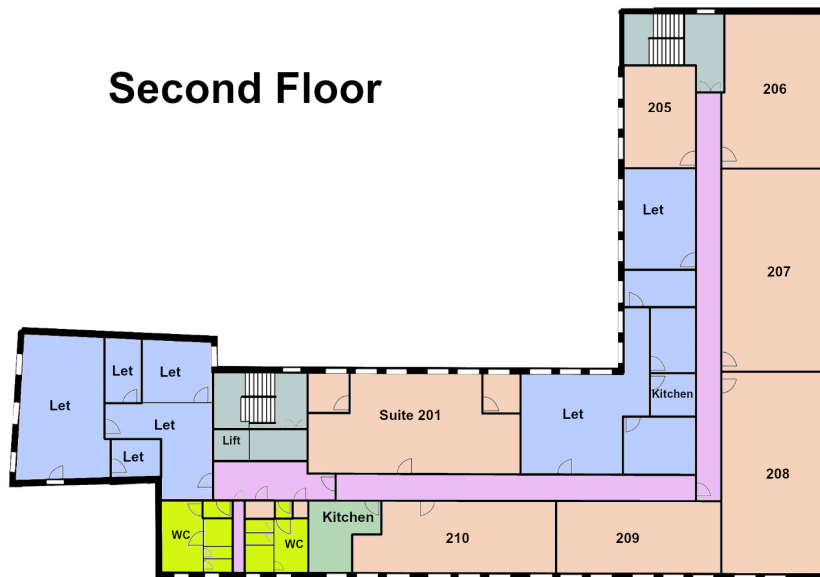 Second Floor
206
205
Let
207
Let
Let
Suite 201
Kitchen
Let
Let
Let
Lift
Let
208
Kitchen
WC
WC
210
209